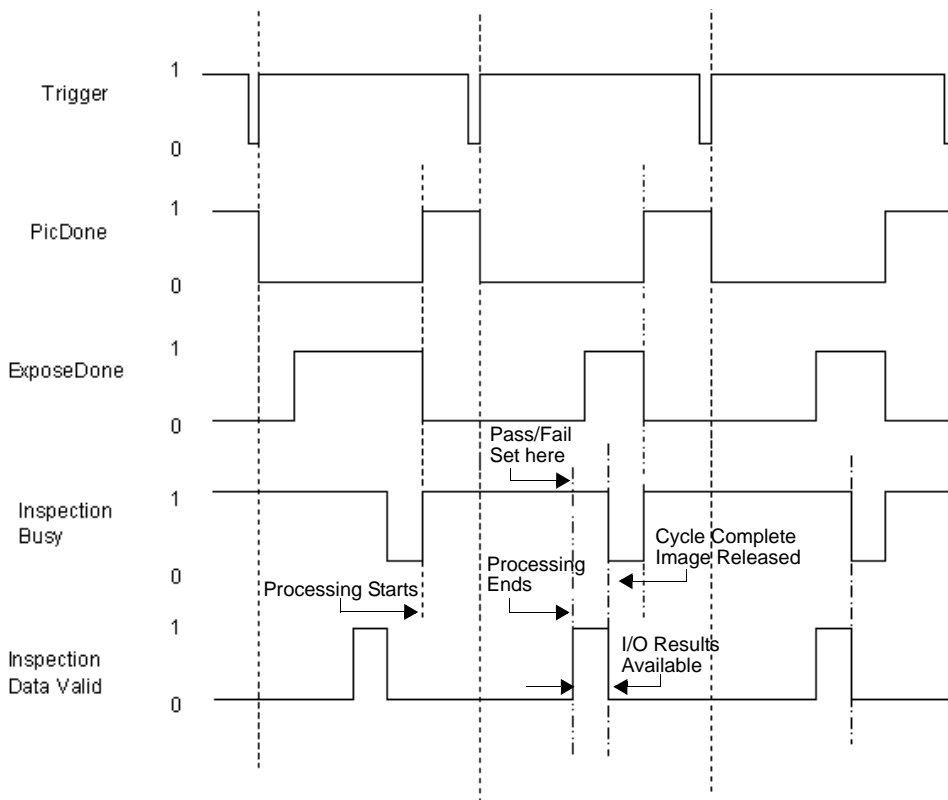 1
Trigger
0
1
PicDone
0
1
ExposeDone
0
Pass/Fail
Set here
1
Inspection
Busy
0
Cycle Complete
Image Released
Processing
Ends
Processing Starts
1
Inspection
Data Valid
0
I/O Results
Available